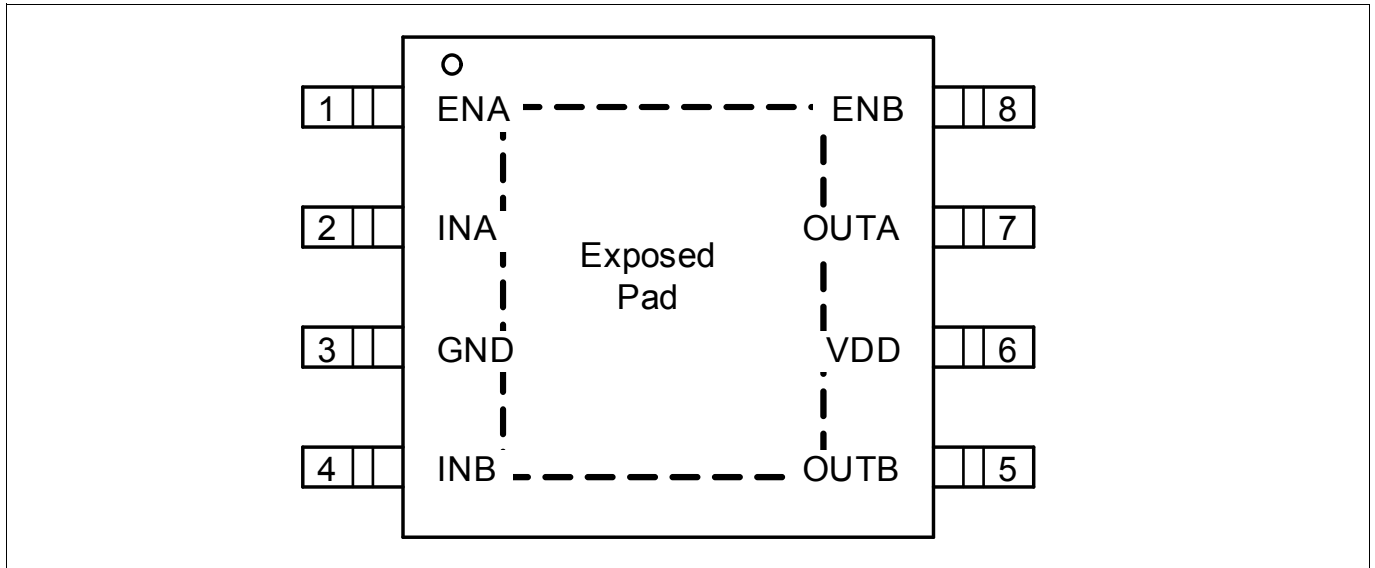 1 ENA ENB 8
2 INA OUTA 7
Exposed
Pad
3 GND VDD 6
4 INB OUTB 5